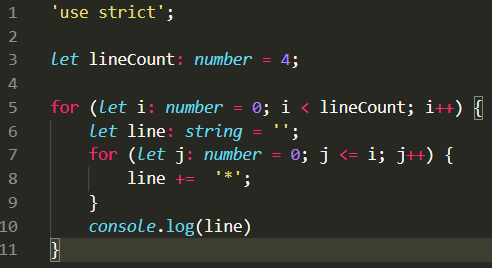 1 'use strict';
2
3 let lineCount: number = 4;
4
5 for (let i: number = 0; i < lineCount; i++) {
6     let line: string = '';
7     for (let j: number = 0; j <= i; j++) {
8         line +=  '*';
9     }
10     console.log(line)
11 }